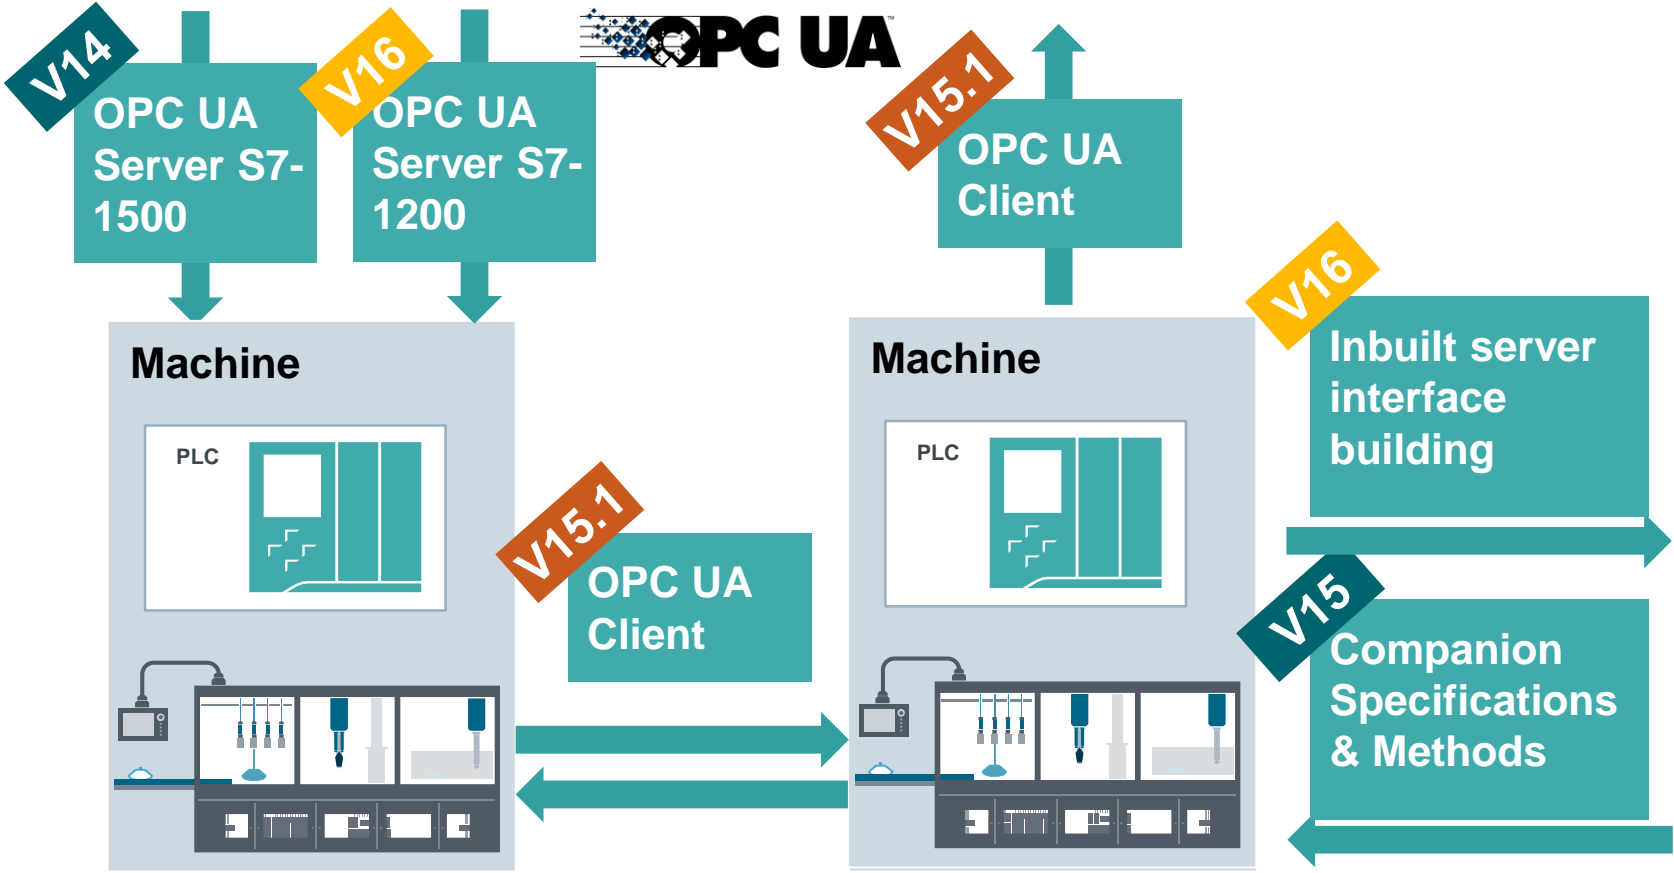 V14
OPC UA
Server S7-
1500
V16
OPC UA
Server S7-
1200
OPC UA™
V15.1
OPC UA
Client
Machine
PLC
V15.1
OPC UA
Client
Machine
PLC
V16
Inbuilt server
interface
building
V15
Companion
Specifications
& Methods